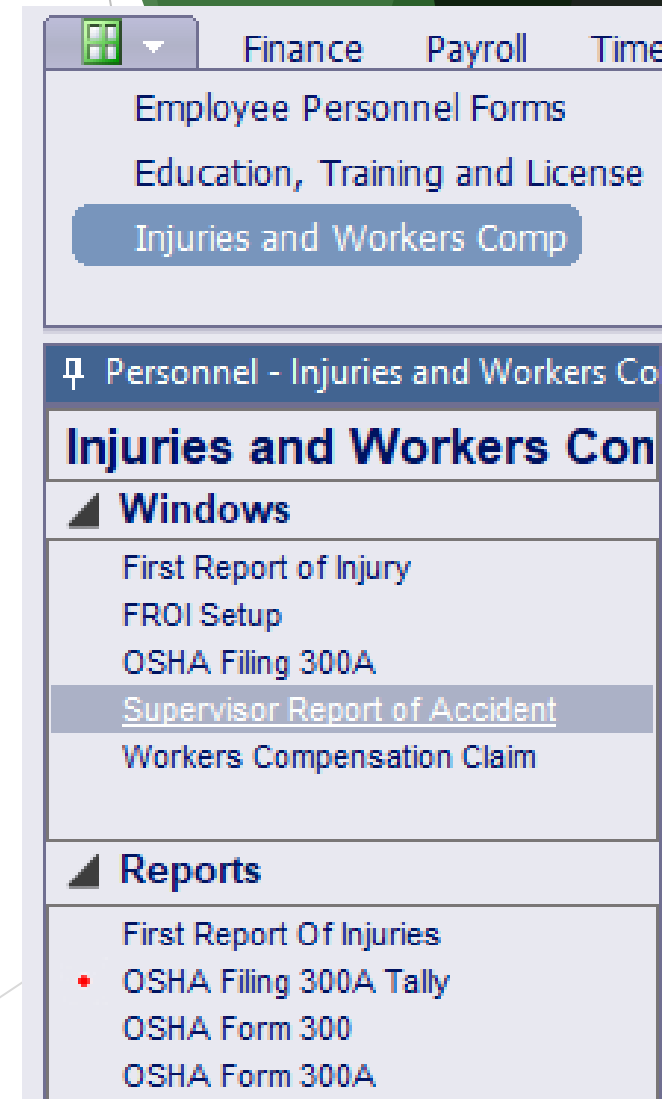 Finance Payroll Time
Employee Personnel Forms
Education, Training and License
Injuries and Workers Comp
Personnel - Injuries and Workers Co
Injuries and Workers Com
Windows
First Report of Injury
FROI Setup
OSHA Filing 300A
Supervisor Report of Accident
Workers Compensation Claim
Reports
First Report Of Injuries
OSHA Filing 300A Tally
OSHA Form 300
OSHA Form 300A